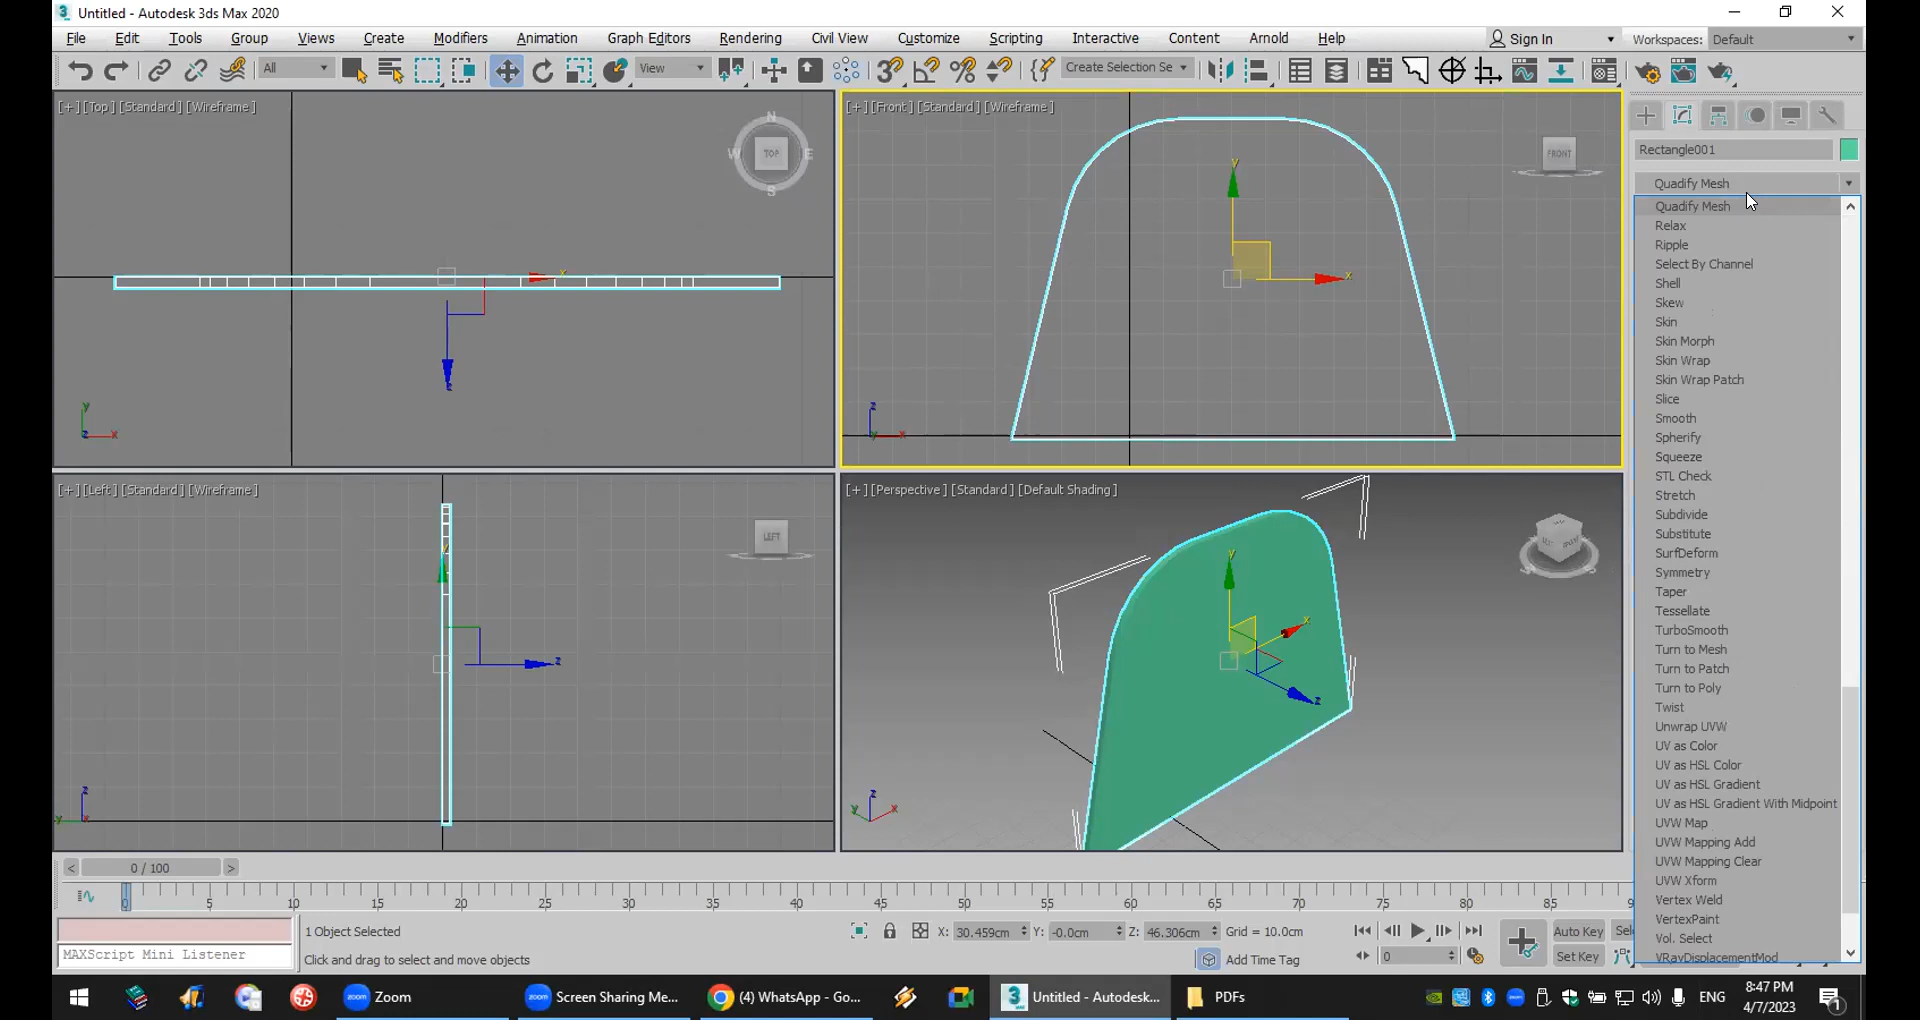 Untitled - Autodesk 3ds Max 2020
File Edit Tools Group Views Create Modifiers Animation Graph Editors Rendering Civil View Customize Scripting Interactive Content Arnold Help
Sign In Workspaces: Default
All View Create Selection Se
[+] [Top] [Standard] [Wireframe]
N
W TOP E
S
x
z
y
z x
[+] [Front] [Standard] [Wireframe]
FRONT
y
x
z
x
[+] [Left] [Standard] [Wireframe]
LEFT
z
z
y
[+] [Perspective] [Standard] [Default Shading]
y
x
z
z
y x
Rectangle001
Quadify Mesh
Quadify Mesh
Relax
Ripple
Select By Channel
Shell
Skew
Skin
Skin Morph
Skin Wrap
Skin Wrap Patch
Slice
Smooth
Spherify
Squeeze
STL Check
Stretch
Subdivide
Substitute
SurfDeform
Symmetry
Taper
Tessellate
TurboSmooth
Turn to Mesh
Turn to Patch
Turn to Poly
Twist
Unwrap UVW
UV as Color
UV as HSL Color
UV as HSL Gradient
UV as HSL Gradient With Midpoint
UVW Map
UVW Mapping Add
UVW Mapping Clear
UVW Xform
Vertex Weld
VertexPaint
Vol. Select
VRayDisplacementMod
< 0 / 100 >
0 5 10 15 20 25 30 35 40 45 50 55 60 65 70 75 80 85 9
1 Object Selected
X: 30.459cm Y: -0.0cm Z: 46.306cm Grid = 10.0cm
Auto Key Sel
MAXScript Mini Listener
Click and drag to select and move objects
Add Time Tag
0
Set Key
Zoom
Screen Sharing Me...
(4) WhatsApp - Go...
Untitled - Autodesk...
PDFs
ENG
8:47 PM
4/7/2023
1